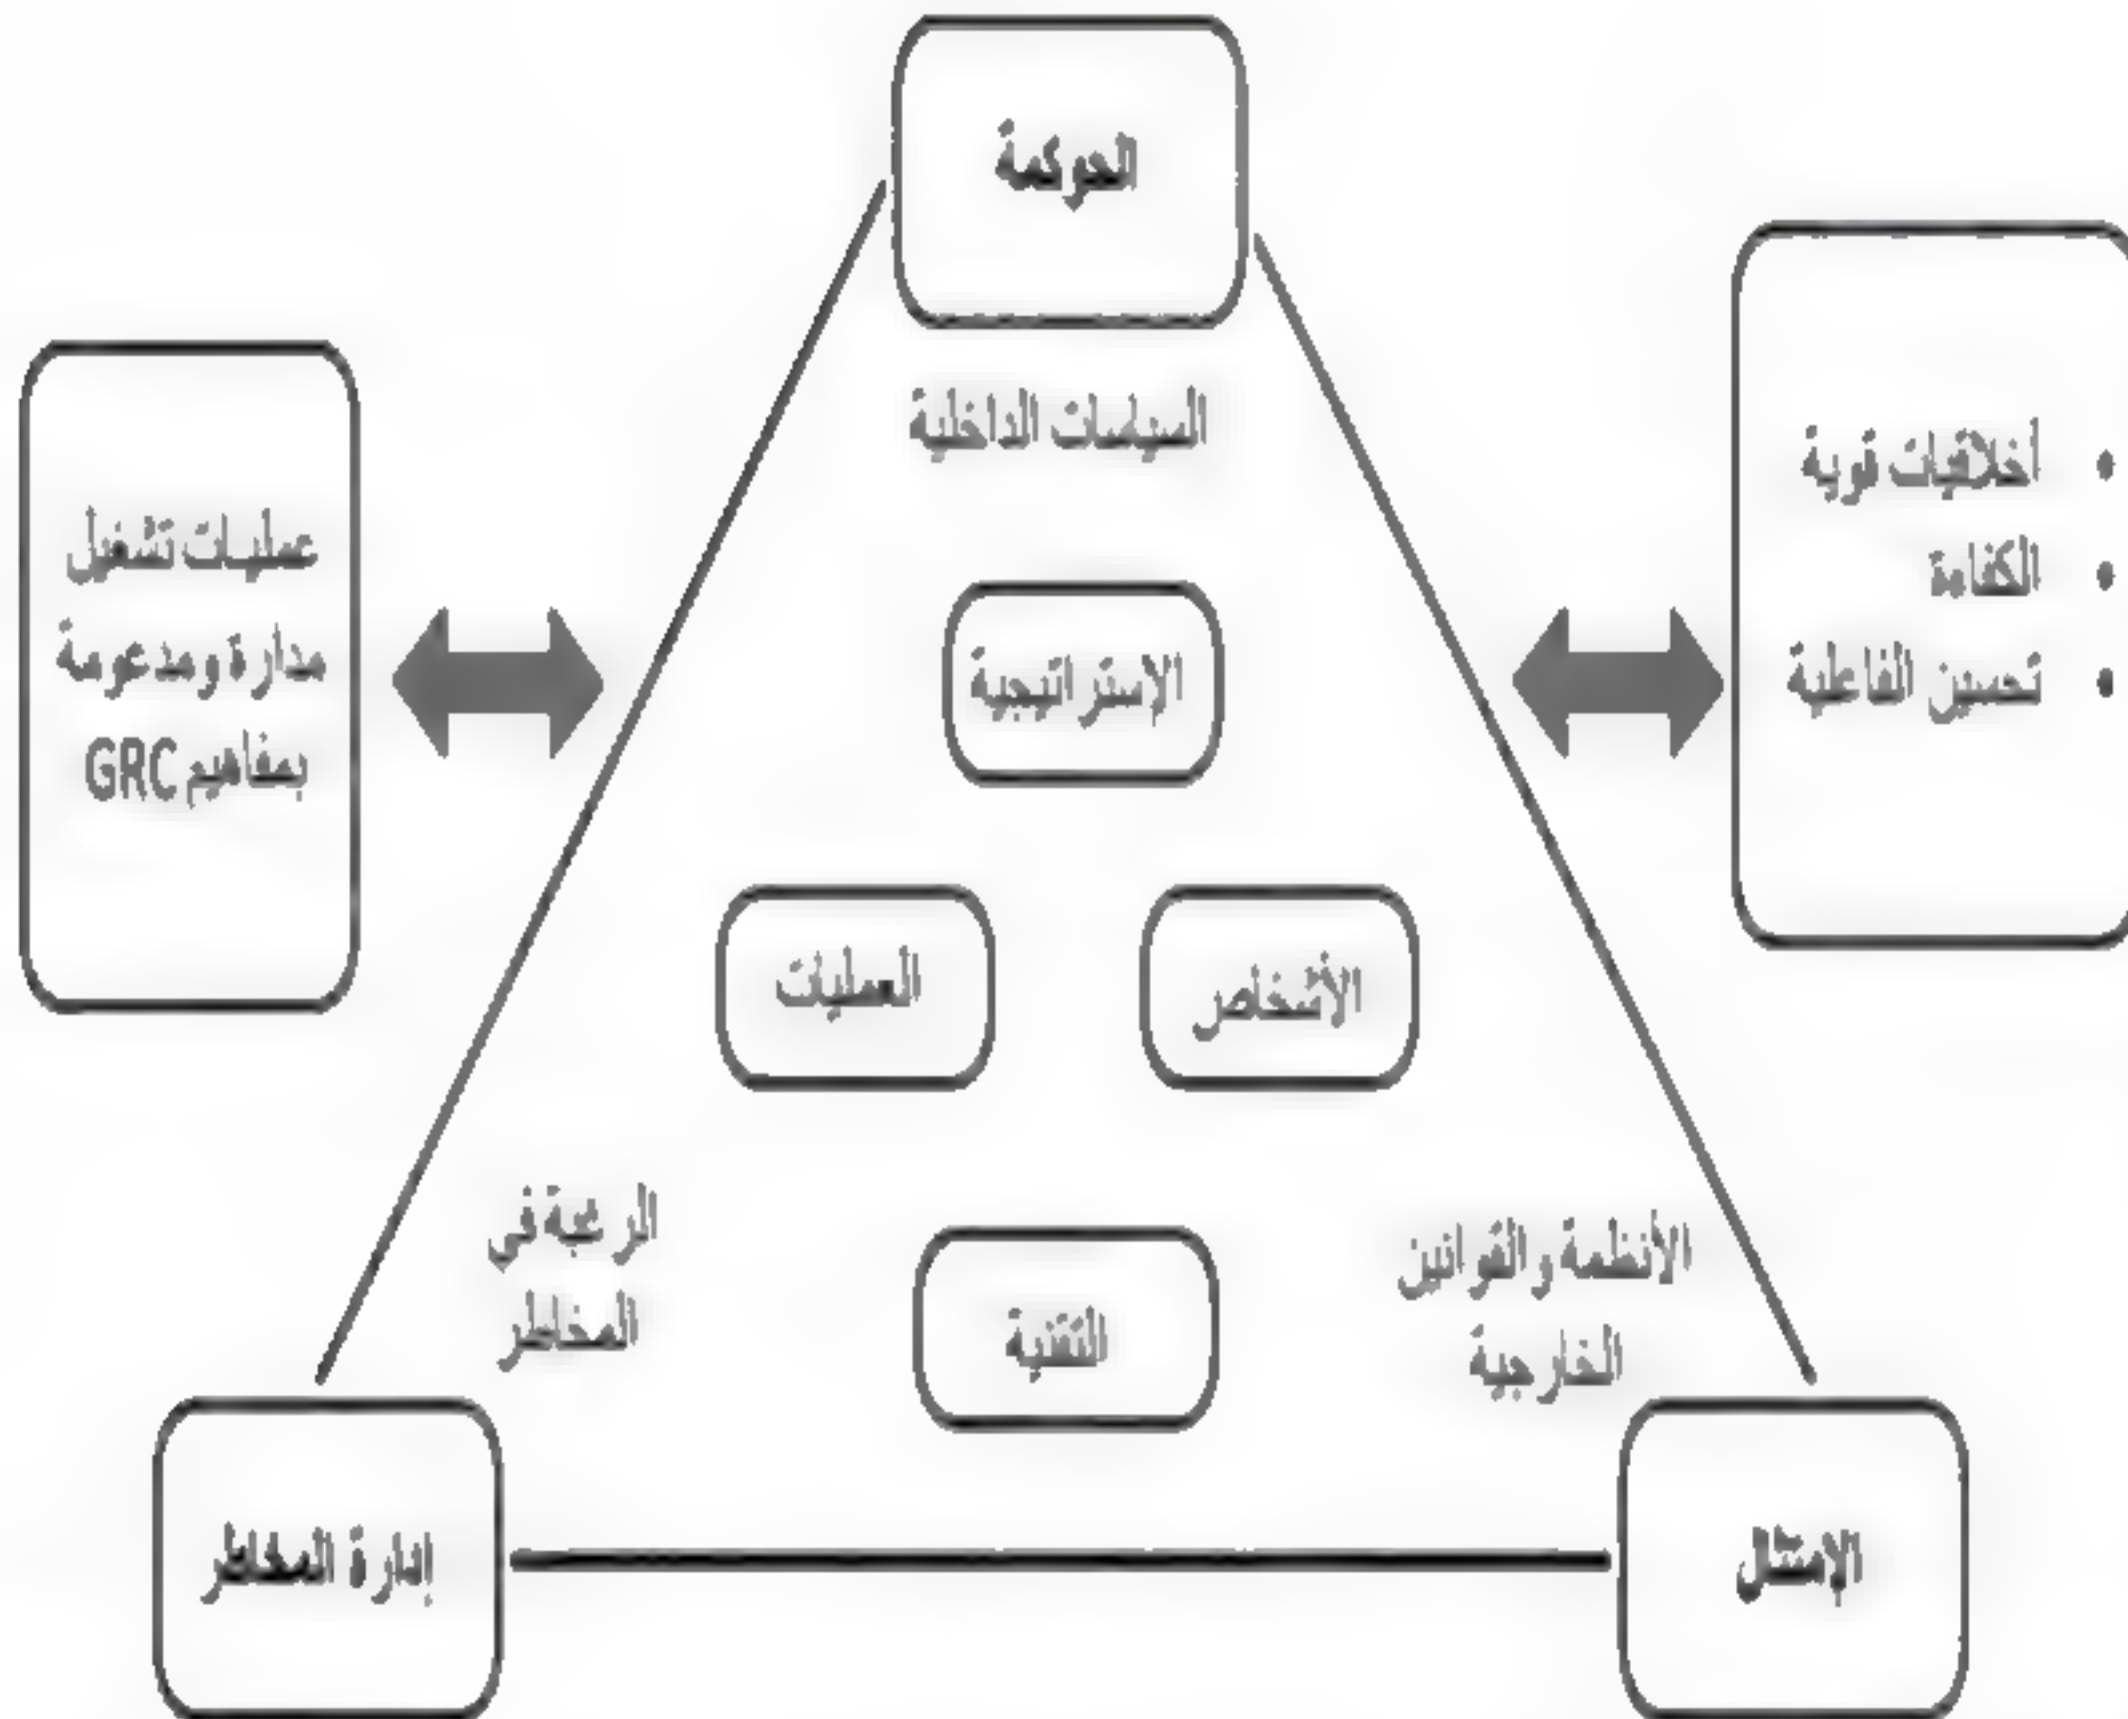 الحوكمة
السياسات الداخلية
أخلاقيات قوية
الكفاءة
تحسين الفاعلية
عمليات تشغيل
مدارة ومدعومة
بمفاهيم GRC
الإستراتيجية
الأشخاص
العمليات
الأنظمة والقوانين
الخارجية
التقنية
الرغبة في
المخاطر
الإمتثال
إدارة المخاطر